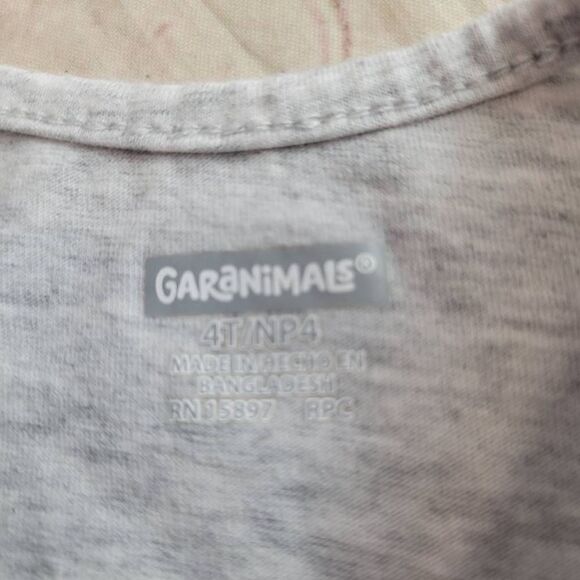 GARANIMALS®
4T/NP4
MADE IN HECHO EN
BANGLADESH
RN 15897 RPC